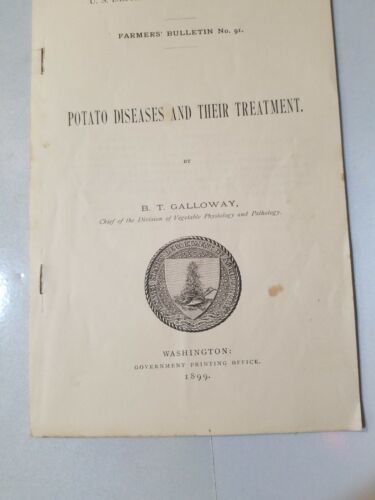 U. S.
FARMERS' BULLETIN No. 91.
POTATO DISEASES AND THEIR TREATMENT.
BY
B. T. GALLOWAY,
Chief of the Division of Vegetable Physiology and Pathology.
WASHINGTON:
GOVERNMENT PRINTING OFFICE.
1899.